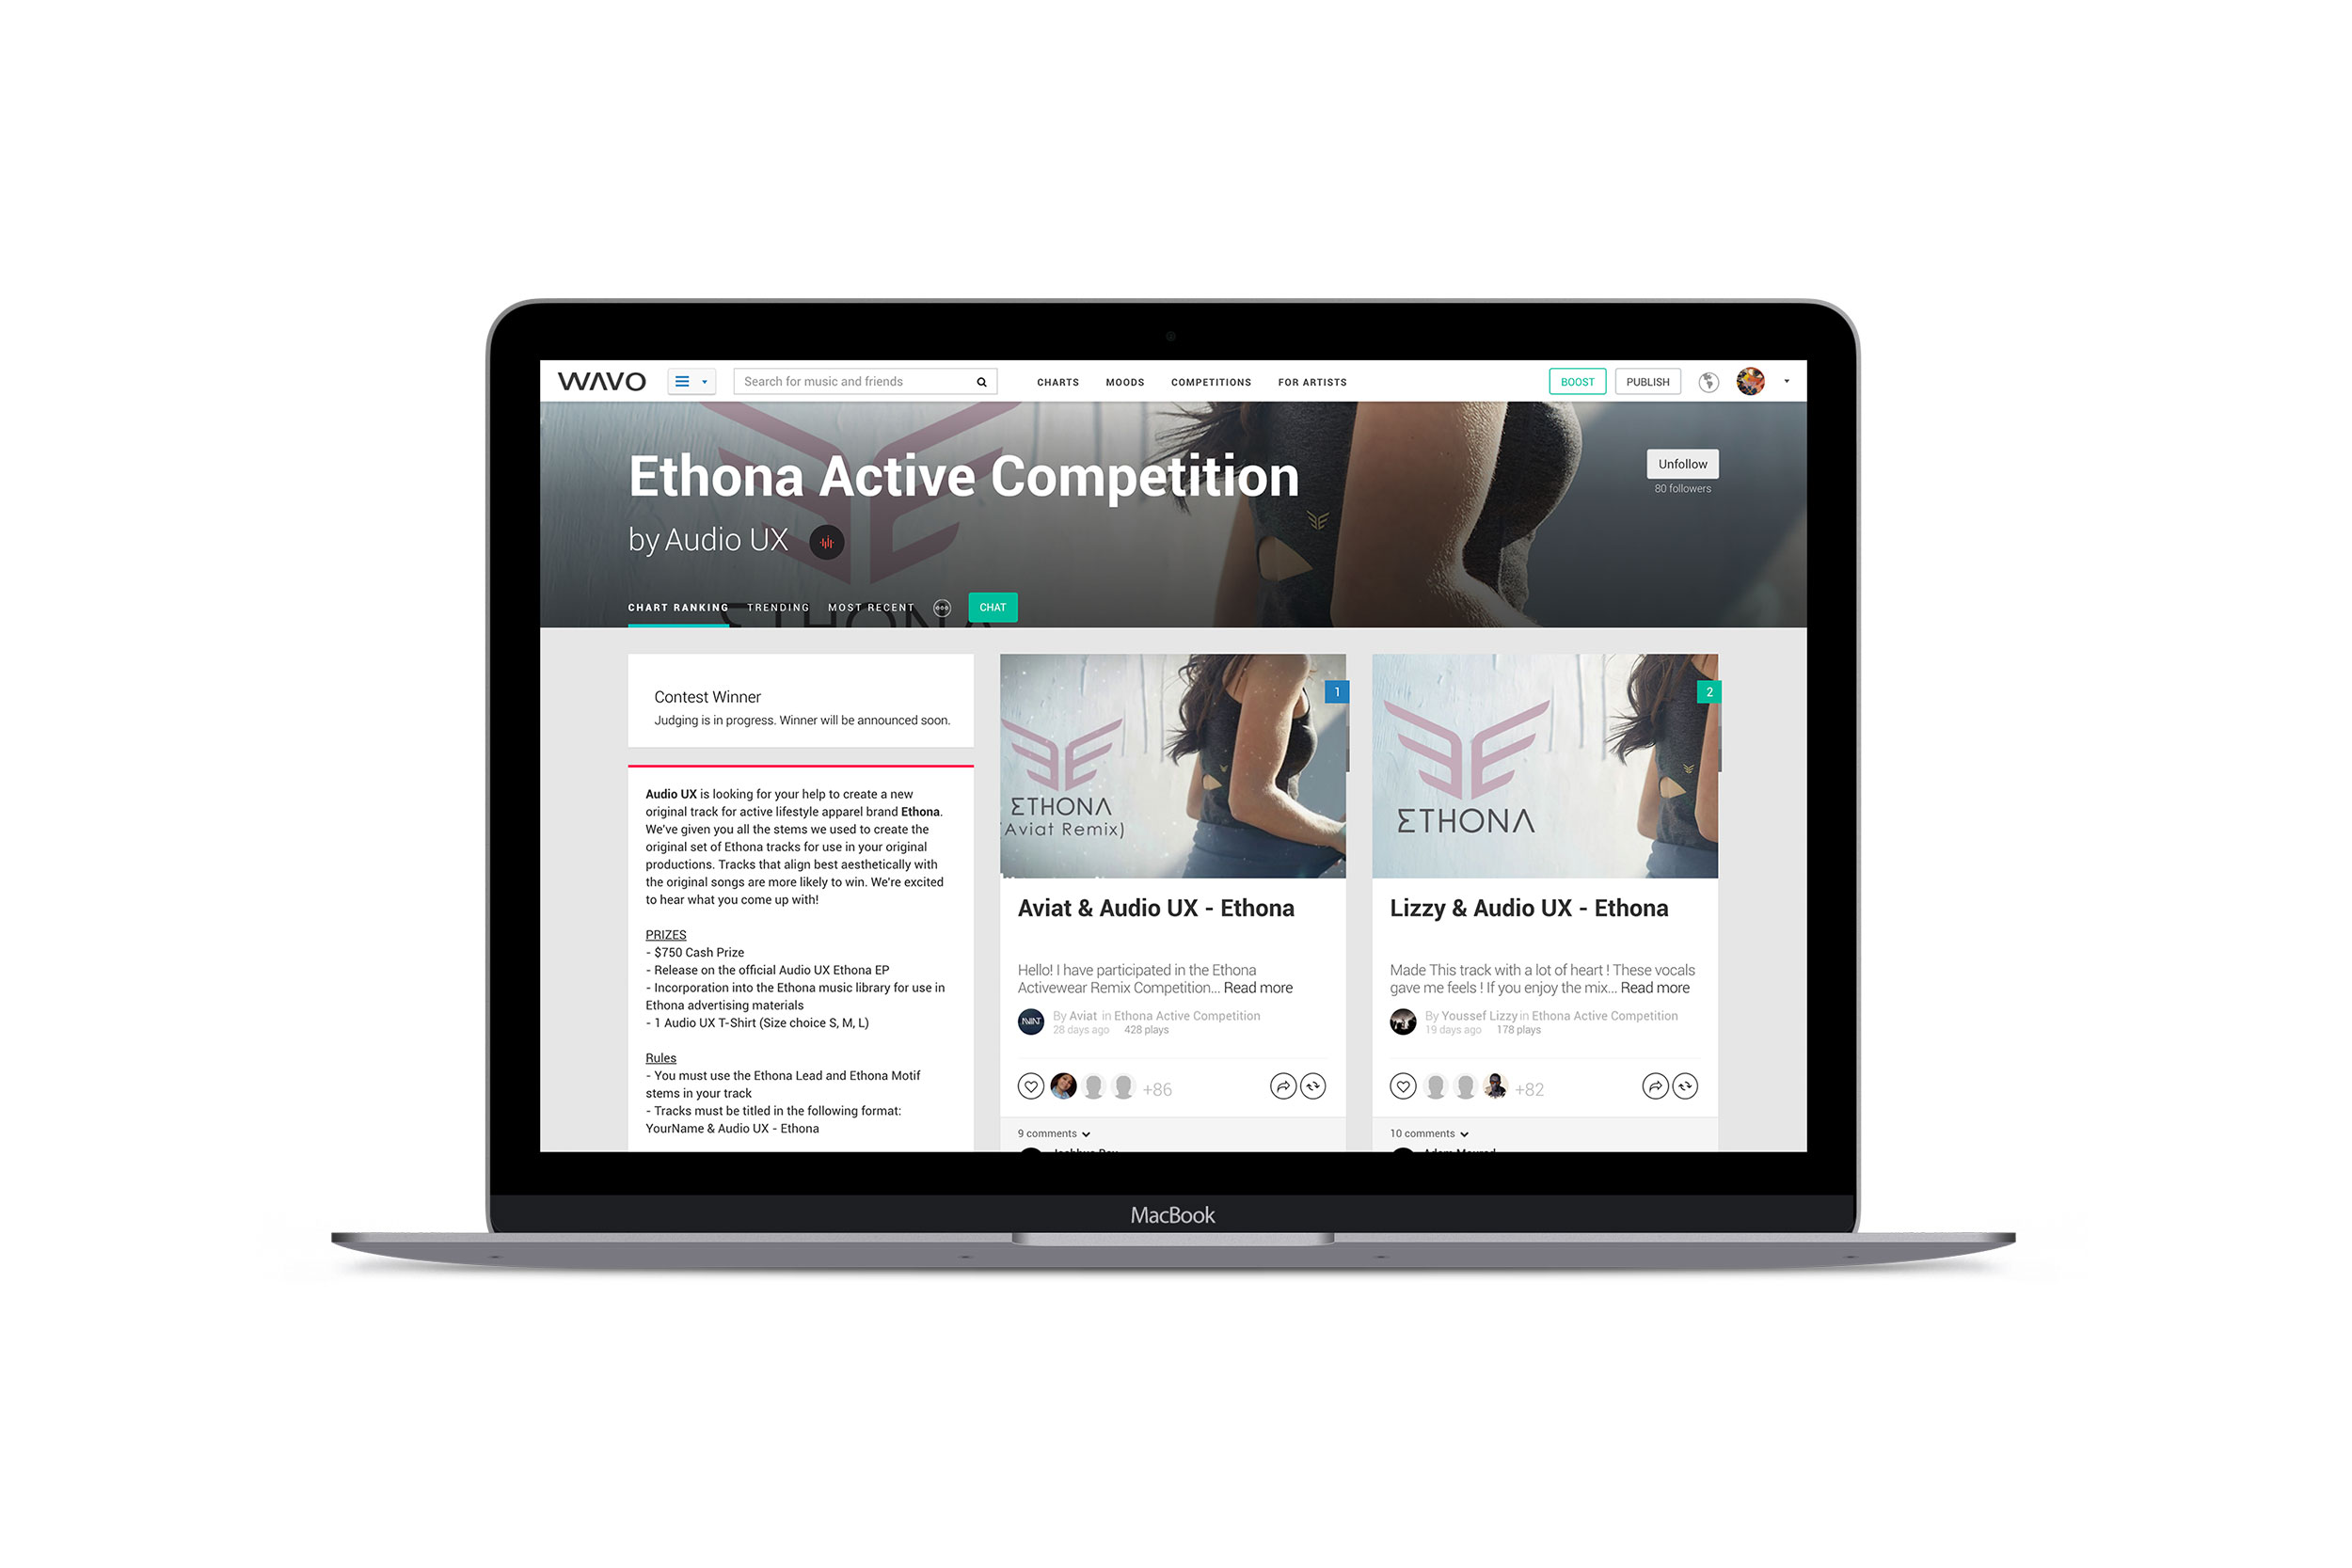 WAVO
Search for music and friends
CHARTS
MOODS
COMPETITIONS
FOR ARTISTS
BOOST
PUBLISH
Ethona Active Competition
by Audio UX
Unfollow
80 followers
CHART RANKING
TRENDING
MOST RECENT
CHAT
ETHONA
Contest Winner
Judging is in progress. Winner will be announced soon.
Audio UX is looking for your help to create a new
original track for active lifestyle apparel brand Ethona.
We've given you all the stems we used to create the
original set of Ethona tracks for use in your original
productions. Tracks that align best aesthetically with
the original songs are more likely to win. We're excited
to hear what you come up with!
PRIZES
- $750 Cash Prize
- Release on the official Audio UX Ethona EP
- Incorporation into the Ethona music library for use in
Ethona advertising materials
- 1 Audio UX T-Shirt (Size choice S, M, L)
Rules
- You must use the Ethona Lead and Ethona Motif
stems in your track
- Tracks must be titled in the following format:
YourName & Audio UX - Ethona
1
ΣTHONΛ
(Aviat Remix)
Aviat & Audio UX - Ethona
Hello! I have participated in the Ethona
Activewear Remix Competition... Read more
AVIAT
By Aviat in Ethona Active Competition
28 days ago 428 plays
+86
9 comments
2
ΣTHONΛ
Lizzy & Audio UX - Ethona
Made This track with a lot of heart ! These vocals
gave me feels ! If you enjoy the mix... Read more
By Youssef Lizzy in Ethona Active Competition
19 days ago 178 plays
+82
10 comments
MacBook